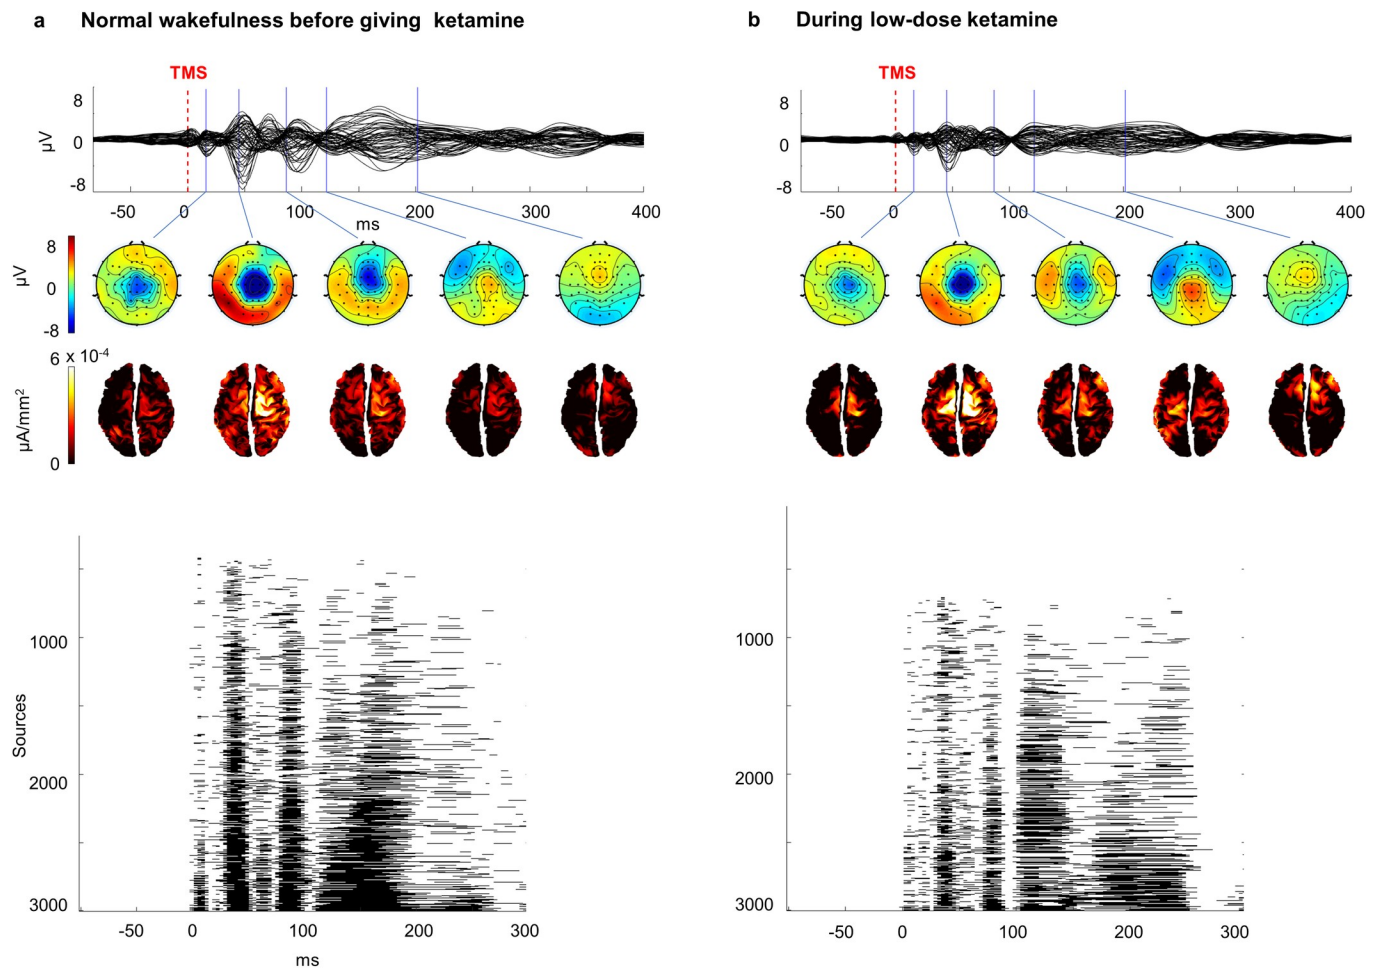 a Normal wakefulness before giving ketamine
TMS
8
0
-8
µV
-50 0 100 200 300 400
ms
8
0
-8
µV
6 x 10-4
0
µA/mm2
1000
2000
3000
Sources
-50 0 100 200 300
ms
b During low-dose ketamine
TMS
8
0
-8
-50 0 100 200 300 400
1000
2000
3000
-50 0 100 200 300